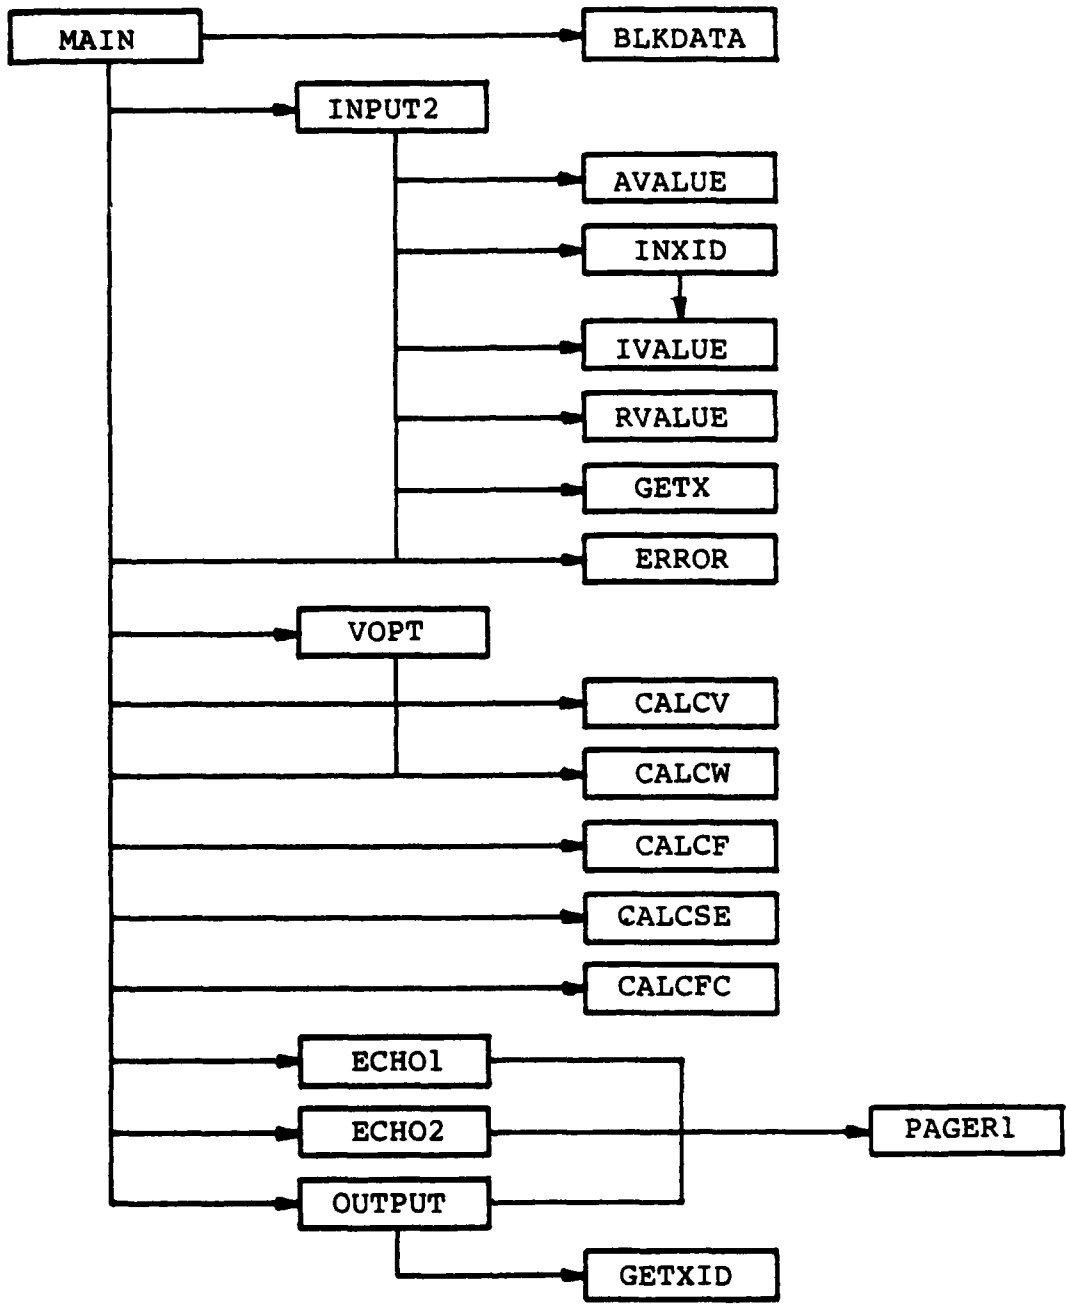 MAIN
BLKDATA
INPUT2
AVALUE
INXID
IVALUE
RVALUE
GETX
ERROR
VOPT
CALCV
CALCW
CALCF
CALCSE
CALCFC
ECHO1
ECHO2
PAGER1
OUTPUT
GETXID